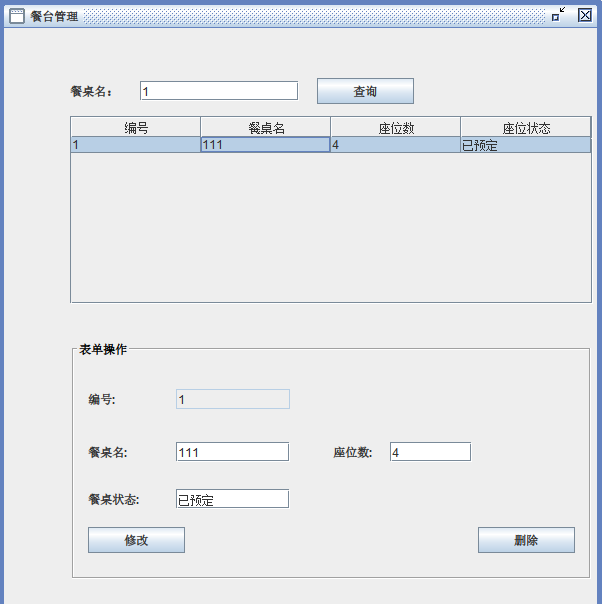 餐台管理
餐桌名： 1 查询
编号 餐桌名 座位数 座位状态
1 111 4 已预定
表单操作
编号: 1
餐桌名: 111 座位数: 4
餐桌状态: 已预定
修改 删除